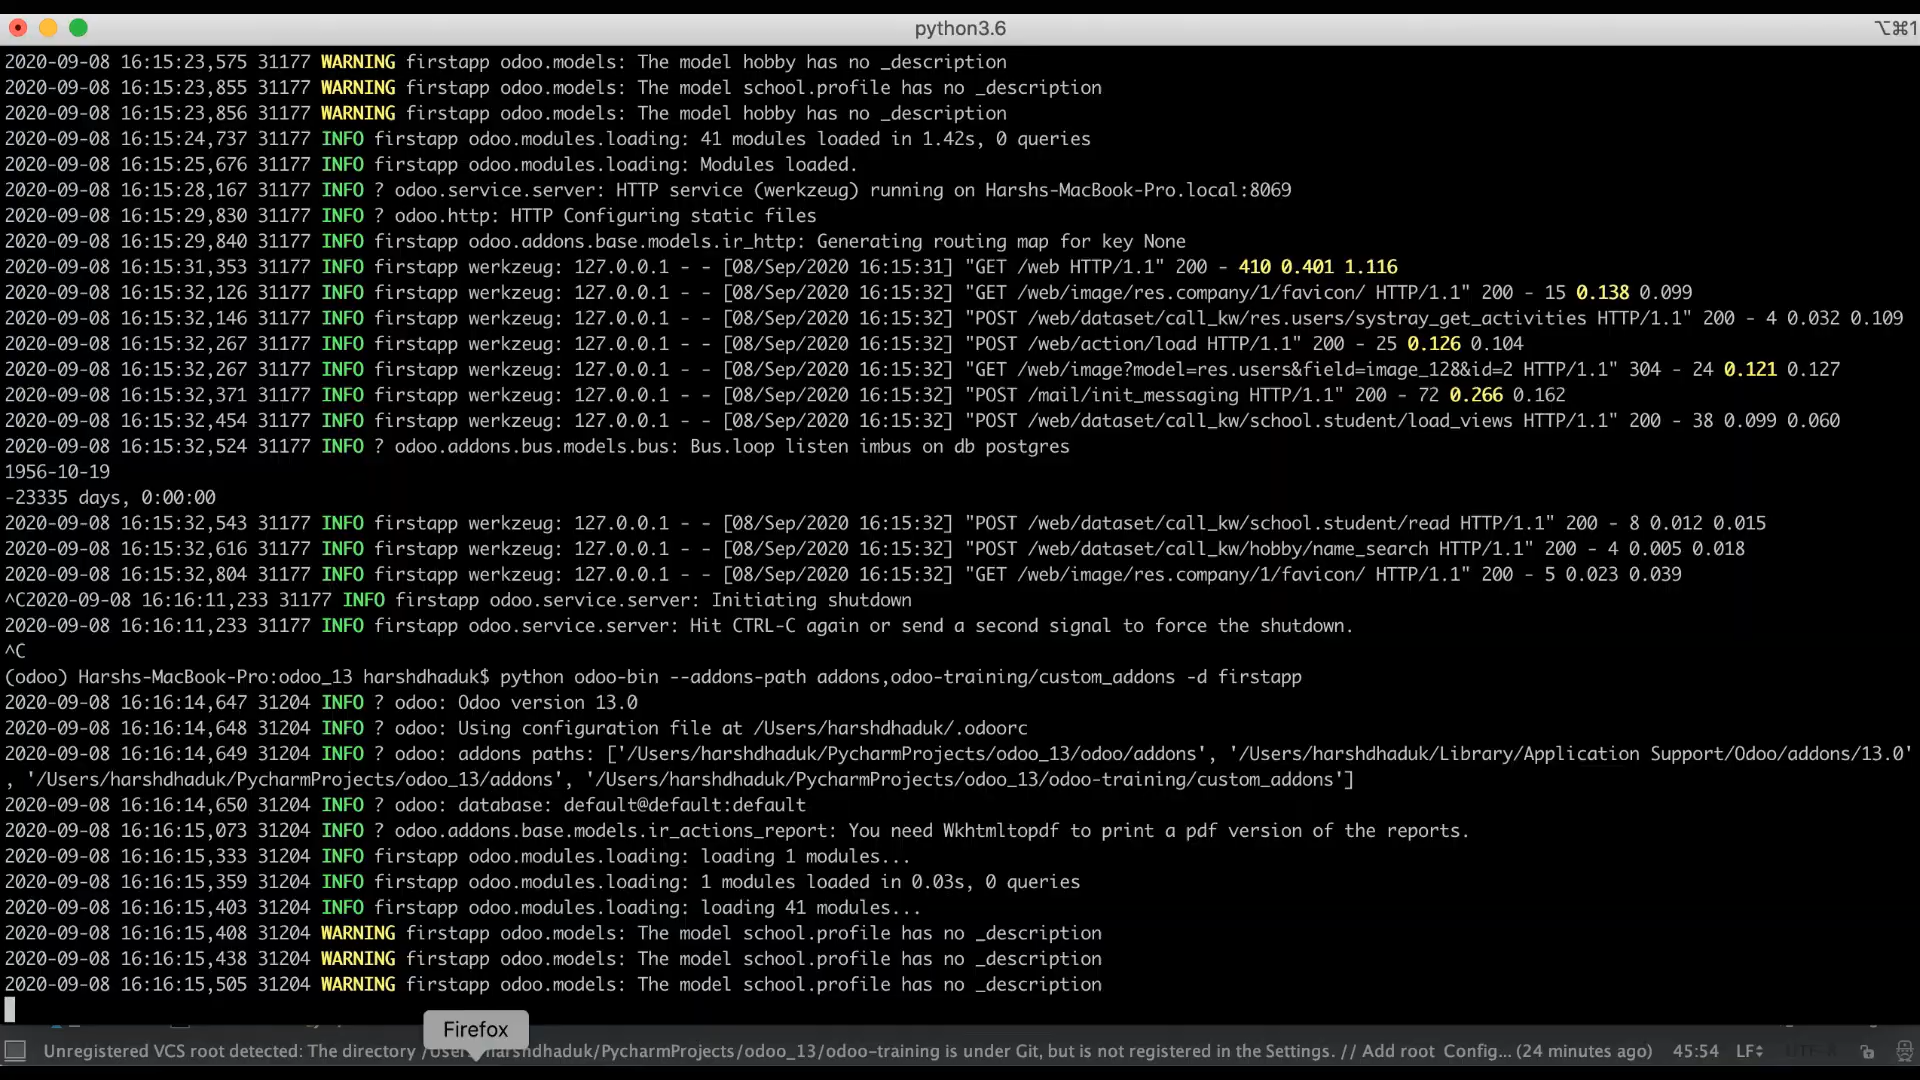 python3.6
⌥⌘1
2020-09-08 16:15:23,575 31177 WARNING firstapp odoo.models: The model hobby has no _description
2020-09-08 16:15:23,855 31177 WARNING firstapp odoo.models: The model school.profile has no _description
2020-09-08 16:15:23,856 31177 WARNING firstapp odoo.models: The model hobby has no _description
2020-09-08 16:15:24,737 31177 INFO firstapp odoo.modules.loading: 41 modules loaded in 1.42s, 0 queries
2020-09-08 16:15:25,676 31177 INFO firstapp odoo.modules.loading: Modules loaded.
2020-09-08 16:15:28,167 31177 INFO ? odoo.service.server: HTTP service (werkzeug) running on Harshs-MacBook-Pro.local:8069
2020-09-08 16:15:29,830 31177 INFO ? odoo.http: HTTP Configuring static files
2020-09-08 16:15:29,840 31177 INFO firstapp odoo.addons.base.models.ir_http: Generating routing map for key None
2020-09-08 16:15:31,353 31177 INFO firstapp werkzeug: 127.0.0.1 - - [08/Sep/2020 16:15:31] "GET /web HTTP/1.1" 200 - 410 0.401 1.116
2020-09-08 16:15:32,126 31177 INFO firstapp werkzeug: 127.0.0.1 - - [08/Sep/2020 16:15:32] "GET /web/image/res.company/1/favicon/ HTTP/1.1" 200 - 15 0.138 0.099
2020-09-08 16:15:32,146 31177 INFO firstapp werkzeug: 127.0.0.1 - - [08/Sep/2020 16:15:32] "POST /web/dataset/call_kw/res.users/systray_get_activities HTTP/1.1" 200 - 4 0.032 0.109
2020-09-08 16:15:32,267 31177 INFO firstapp werkzeug: 127.0.0.1 - - [08/Sep/2020 16:15:32] "POST /web/action/load HTTP/1.1" 200 - 25 0.126 0.104
2020-09-08 16:15:32,267 31177 INFO firstapp werkzeug: 127.0.0.1 - - [08/Sep/2020 16:15:32] "GET /web/image?model=res.users&field=image_128&id=2 HTTP/1.1" 304 - 24 0.121 0.127
2020-09-08 16:15:32,371 31177 INFO firstapp werkzeug: 127.0.0.1 - - [08/Sep/2020 16:15:32] "POST /mail/init_messaging HTTP/1.1" 200 - 72 0.266 0.162
2020-09-08 16:15:32,454 31177 INFO firstapp werkzeug: 127.0.0.1 - - [08/Sep/2020 16:15:32] "POST /web/dataset/call_kw/school.student/load_views HTTP/1.1" 200 - 38 0.099 0.060
2020-09-08 16:15:32,524 31177 INFO ? odoo.addons.bus.models.bus: Bus.loop listen imbus on db postgres
1956-10-19
-23335 days, 0:00:00
2020-09-08 16:15:32,543 31177 INFO firstapp werkzeug: 127.0.0.1 - - [08/Sep/2020 16:15:32] "POST /web/dataset/call_kw/school.student/read HTTP/1.1" 200 - 8 0.012 0.015
2020-09-08 16:15:32,616 31177 INFO firstapp werkzeug: 127.0.0.1 - - [08/Sep/2020 16:15:32] "POST /web/dataset/call_kw/hobby/name_search HTTP/1.1" 200 - 4 0.005 0.018
2020-09-08 16:15:32,804 31177 INFO firstapp werkzeug: 127.0.0.1 - - [08/Sep/2020 16:15:32] "GET /web/image/res.company/1/favicon/ HTTP/1.1" 200 - 5 0.023 0.039
^C2020-09-08 16:16:11,233 31177 INFO firstapp odoo.service.server: Initiating shutdown
2020-09-08 16:16:11,233 31177 INFO firstapp odoo.service.server: Hit CTRL-C again or send a second signal to force the shutdown.
^C
(odoo) Harshs-MacBook-Pro:odoo_13 harshdhaduk$ python odoo-bin --addons-path addons,odoo-training/custom_addons -d firstapp
2020-09-08 16:16:14,647 31204 INFO ? odoo: Odoo version 13.0
2020-09-08 16:16:14,648 31204 INFO ? odoo: Using configuration file at /Users/harshdhaduk/.odoorc
2020-09-08 16:16:14,649 31204 INFO ? odoo: addons paths: ['/Users/harshdhaduk/PycharmProjects/odoo_13/odoo/addons', '/Users/harshdhaduk/Library/Application Support/Odoo/addons/13.0'
, '/Users/harshdhaduk/PycharmProjects/odoo_13/addons', '/Users/harshdhaduk/PycharmProjects/odoo_13/odoo-training/custom_addons']
2020-09-08 16:16:14,650 31204 INFO ? odoo: database: default@default:default
2020-09-08 16:16:15,073 31204 INFO ? odoo.addons.base.models.ir_actions_report: You need Wkhtmltopdf to print a pdf version of the reports.
2020-09-08 16:16:15,333 31204 INFO firstapp odoo.modules.loading: loading 1 modules...
2020-09-08 16:16:15,359 31204 INFO firstapp odoo.modules.loading: 1 modules loaded in 0.03s, 0 queries
2020-09-08 16:16:15,403 31204 INFO firstapp odoo.modules.loading: loading 41 modules...
2020-09-08 16:16:15,408 31204 WARNING firstapp odoo.models: The model school.profile has no _description
2020-09-08 16:16:15,438 31204 WARNING firstapp odoo.models: The model school.profile has no _description
2020-09-08 16:16:15,505 31204 WARNING firstapp odoo.models: The model school.profile has no _description
Firefox
Unregistered VCS root detected: The directory /Users/harshdhaduk/PycharmProjects/odoo_13/odoo-training is under Git, but is not registered in the Settings. // Add root Config... (24 minutes ago) 45:54 LF